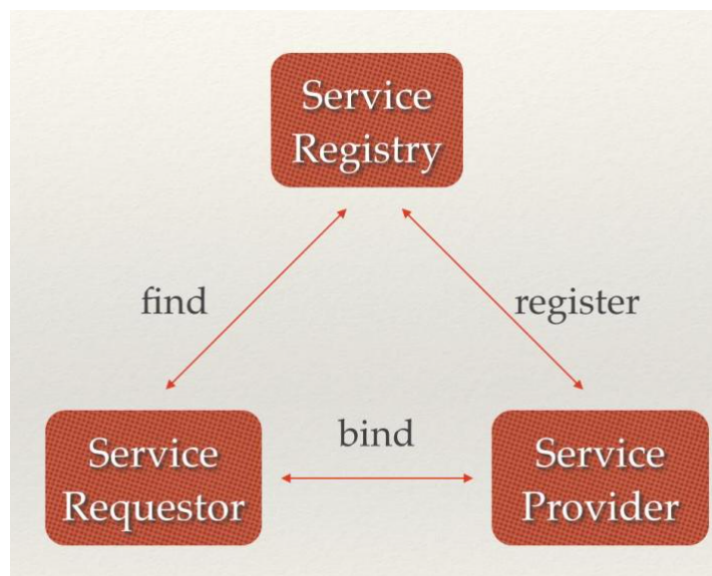 Service
Registry
find
register
bind
Service
Requestor
Service
Provider